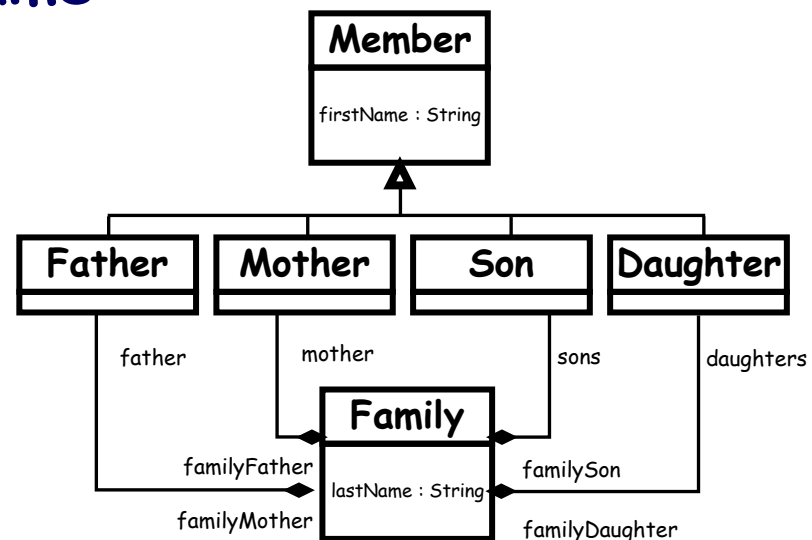 Member
firstName : String
Father
Mother
Son
Daughter
father
mother
sons
daughters
Family
familyFather
lastName : String
familySon
familyMother
familyDaughter